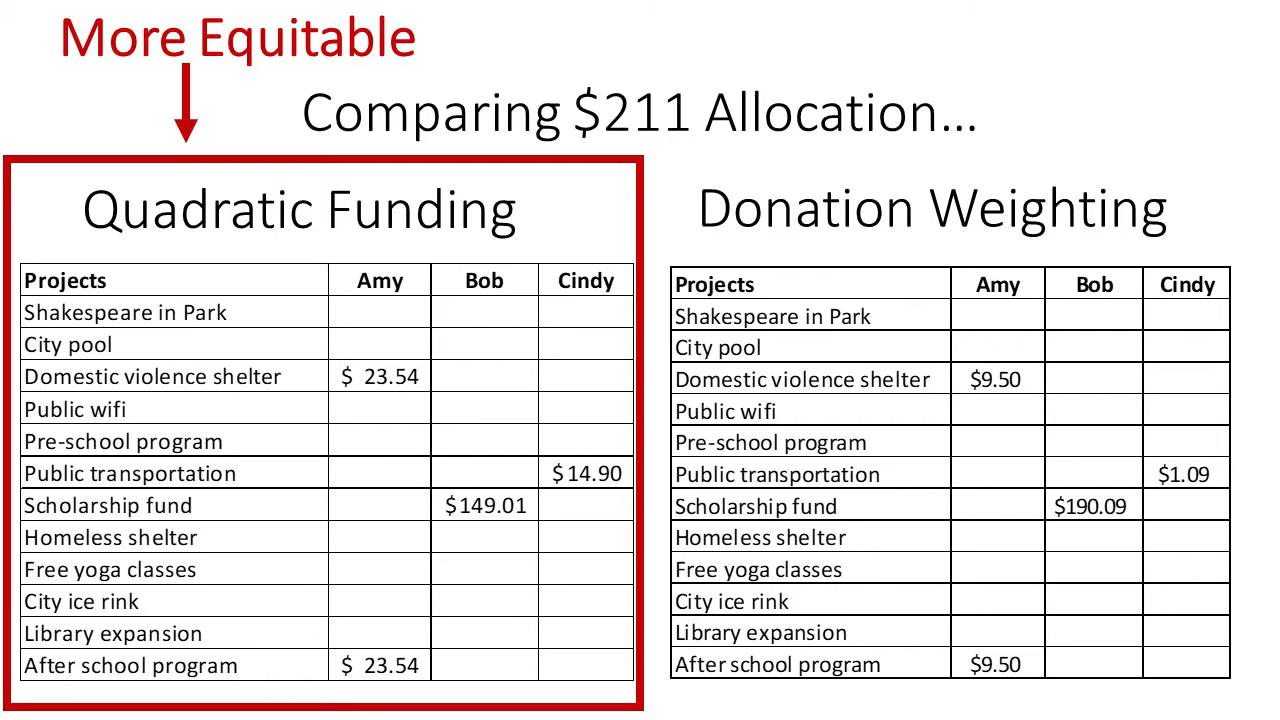 More Equitable
Comparing $211 Allocation...
Quadratic Funding
Projects Amy Bob Cindy
Shakespeare in Park
City pool
Domestic violence shelter $ 23.54
Public wifi
Pre-school program
Public transportation $14.90
Scholarship fund $149.01
Homeless shelter
Free yoga classes
City ice rink
Library expansion
After school program $ 23.54
Donation Weighting
Projects Amy Bob Cindy
Shakespeare in Park
City pool
Domestic violence shelter $9.50
Public wifi
Pre-school program
Public transportation $1.09
Scholarship fund $190.09
Homeless shelter
Free yoga classes
City ice rink
Library expansion
After school program $9.50